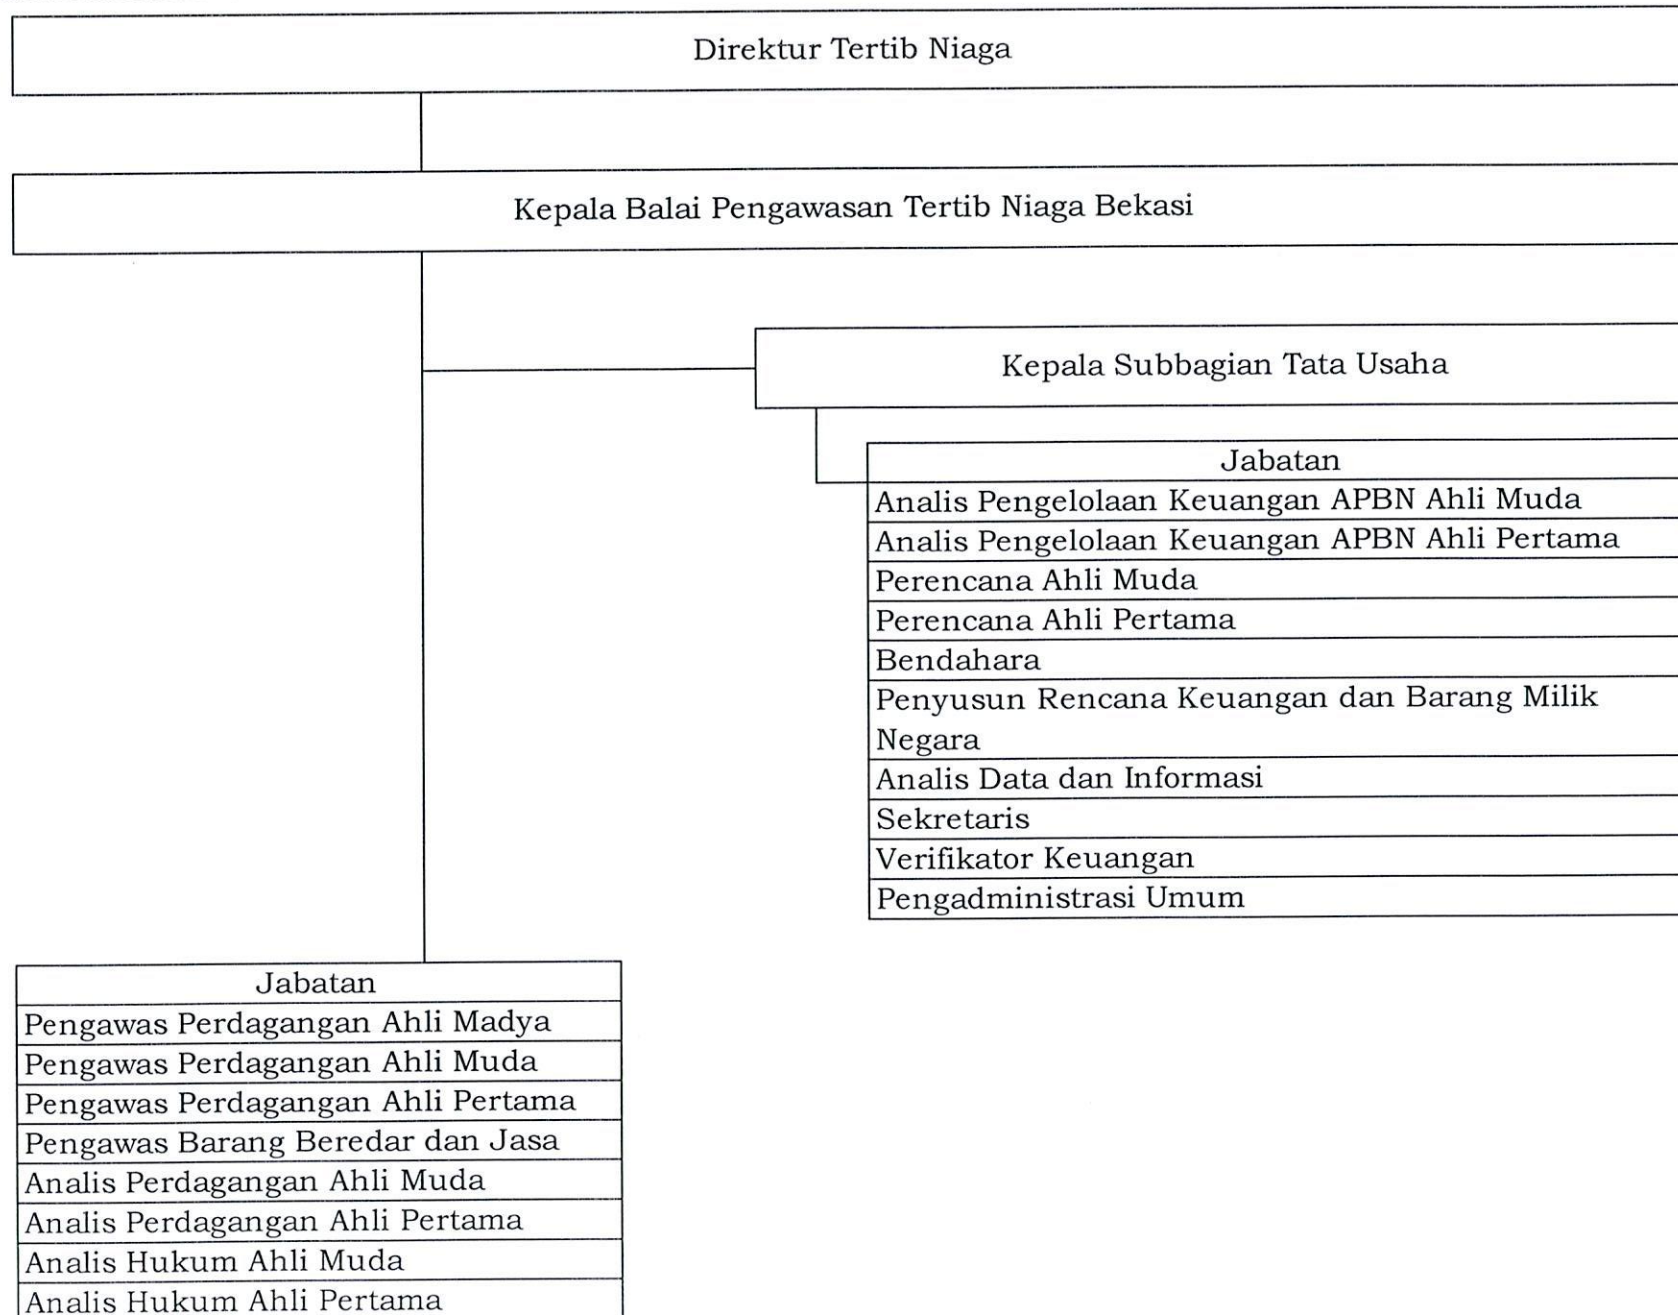 Direktur Tertib Niaga
Kepala Balai Pengawasan Tertib Niaga Bekasi
Kepala Subbagian Tata Usaha
Jabatan
Analis Pengelolaan Keuangan APBN Ahli Muda
Analis Pengelolaan Keuangan APBN Ahli Pertama
Perencana Ahli Muda
Perencana Ahli Pertama
Bendahara
Penyusun Rencana Keuangan dan Barang Milik
Negara
Analis Data dan Informasi
Sekretaris
Verifikator Keuangan
Pengadministrasi Umum
Jabatan
Pengawas Perdagangan Ahli Madya
Pengawas Perdagangan Ahli Muda
Pengawas Perdagangan Ahli Pertama
Pengawas Barang Beredar dan Jasa
Analis Perdagangan Ahli Muda
Analis Perdagangan Ahli Pertama
Analis Hukum Ahli Muda
Analis Hukum Ahli Pertama